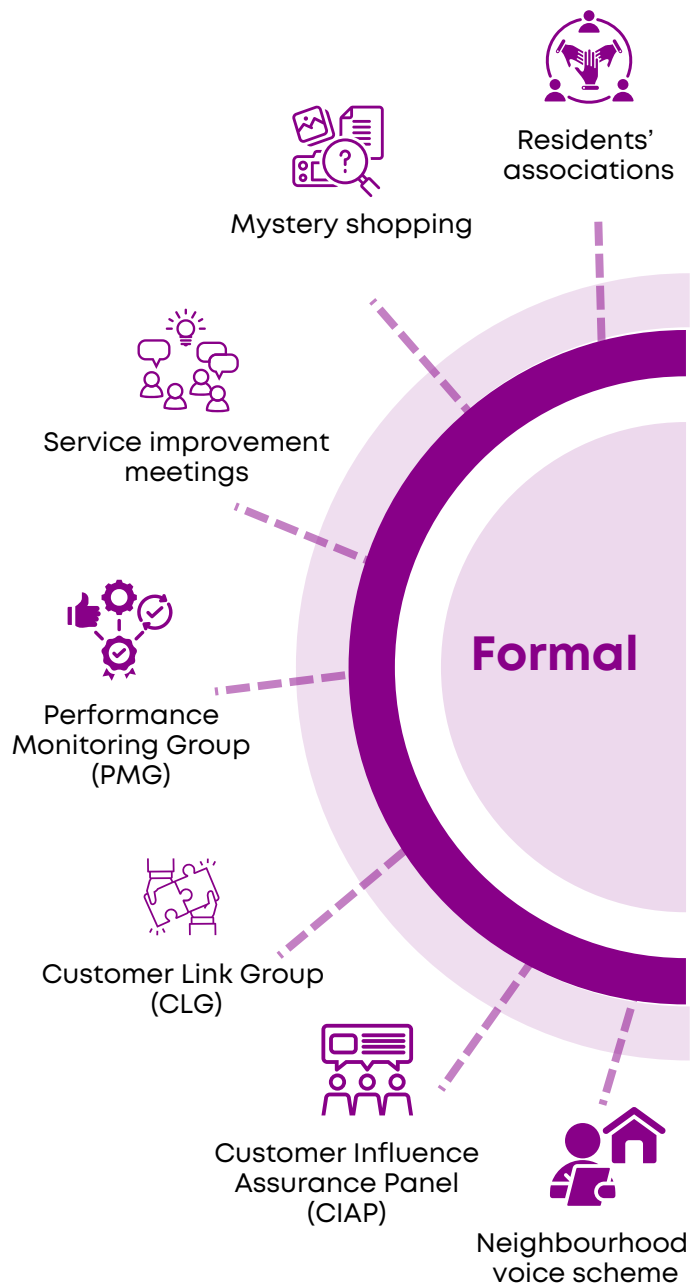 Residents’
associations
Mystery shopping
?
Service improvement
meetings
Formal
Performance
Monitoring Group
(PMG)
Customer Link Group
(CLG)
Customer Influence
Assurance Panel
(CIAP)
Neighbourhood
voice scheme